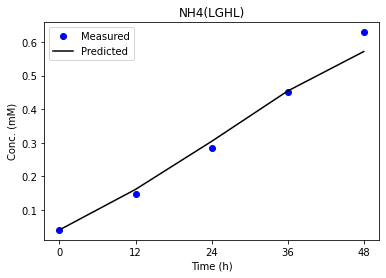 NH4(LGHL)
Measured
Predicted
Conc. (mM)
0.6
0.5
0.4
0.3
0.2
0.1
0 12 24 36 48
Time (h)